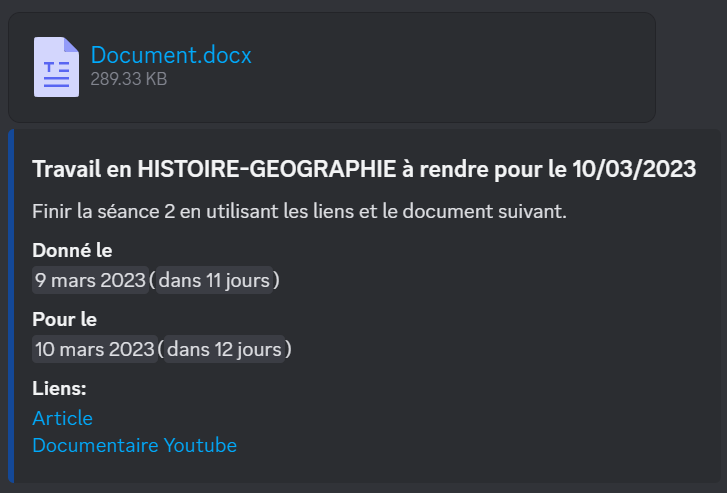 Document.docx
289.33 KB
Travail en HISTOIRE-GEOGRAPHIE à rendre pour le 10/03/2023
Finir la séance 2 en utilisant les liens et le document suivant.
Donné le
9 mars 2023(dans 11 jours)
Pour le
10 mars 2023(dans 12 jours)
Liens:
Article
Documentaire Youtube